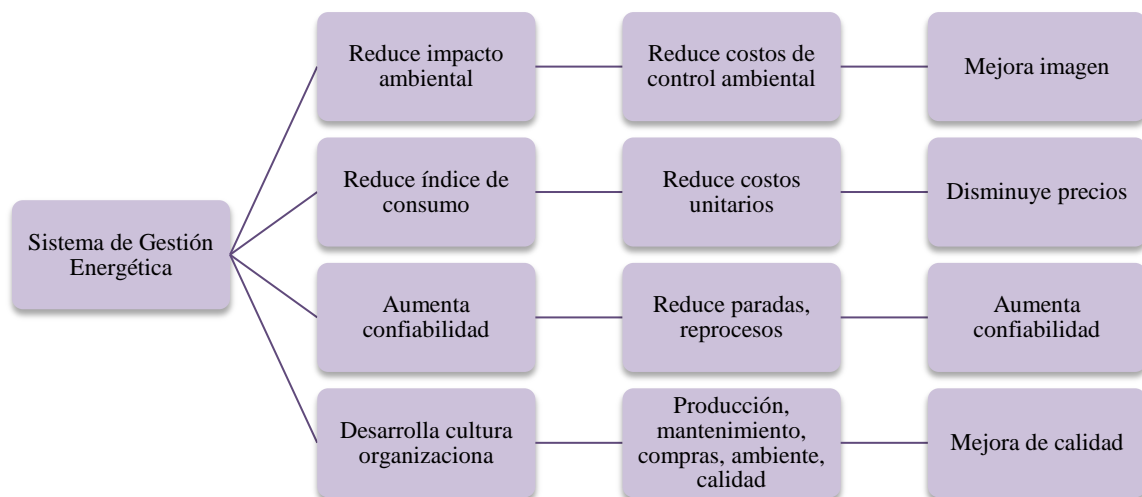 Reduce impacto
ambiental
Reduce costos de
control ambiental
Mejora imagen
Reduce índice de
consumo
Reduce costos
unitarios
Disminuye precios
Sistema de Gestión
Energética
Aumenta
confiabilidad
Reduce paradas,
reprocesos
Aumenta
confiabilidad
Desarrolla cultura
organizaciona
Producción,
mantenimiento,
compras, ambiente,
calidad
Mejora de calidad